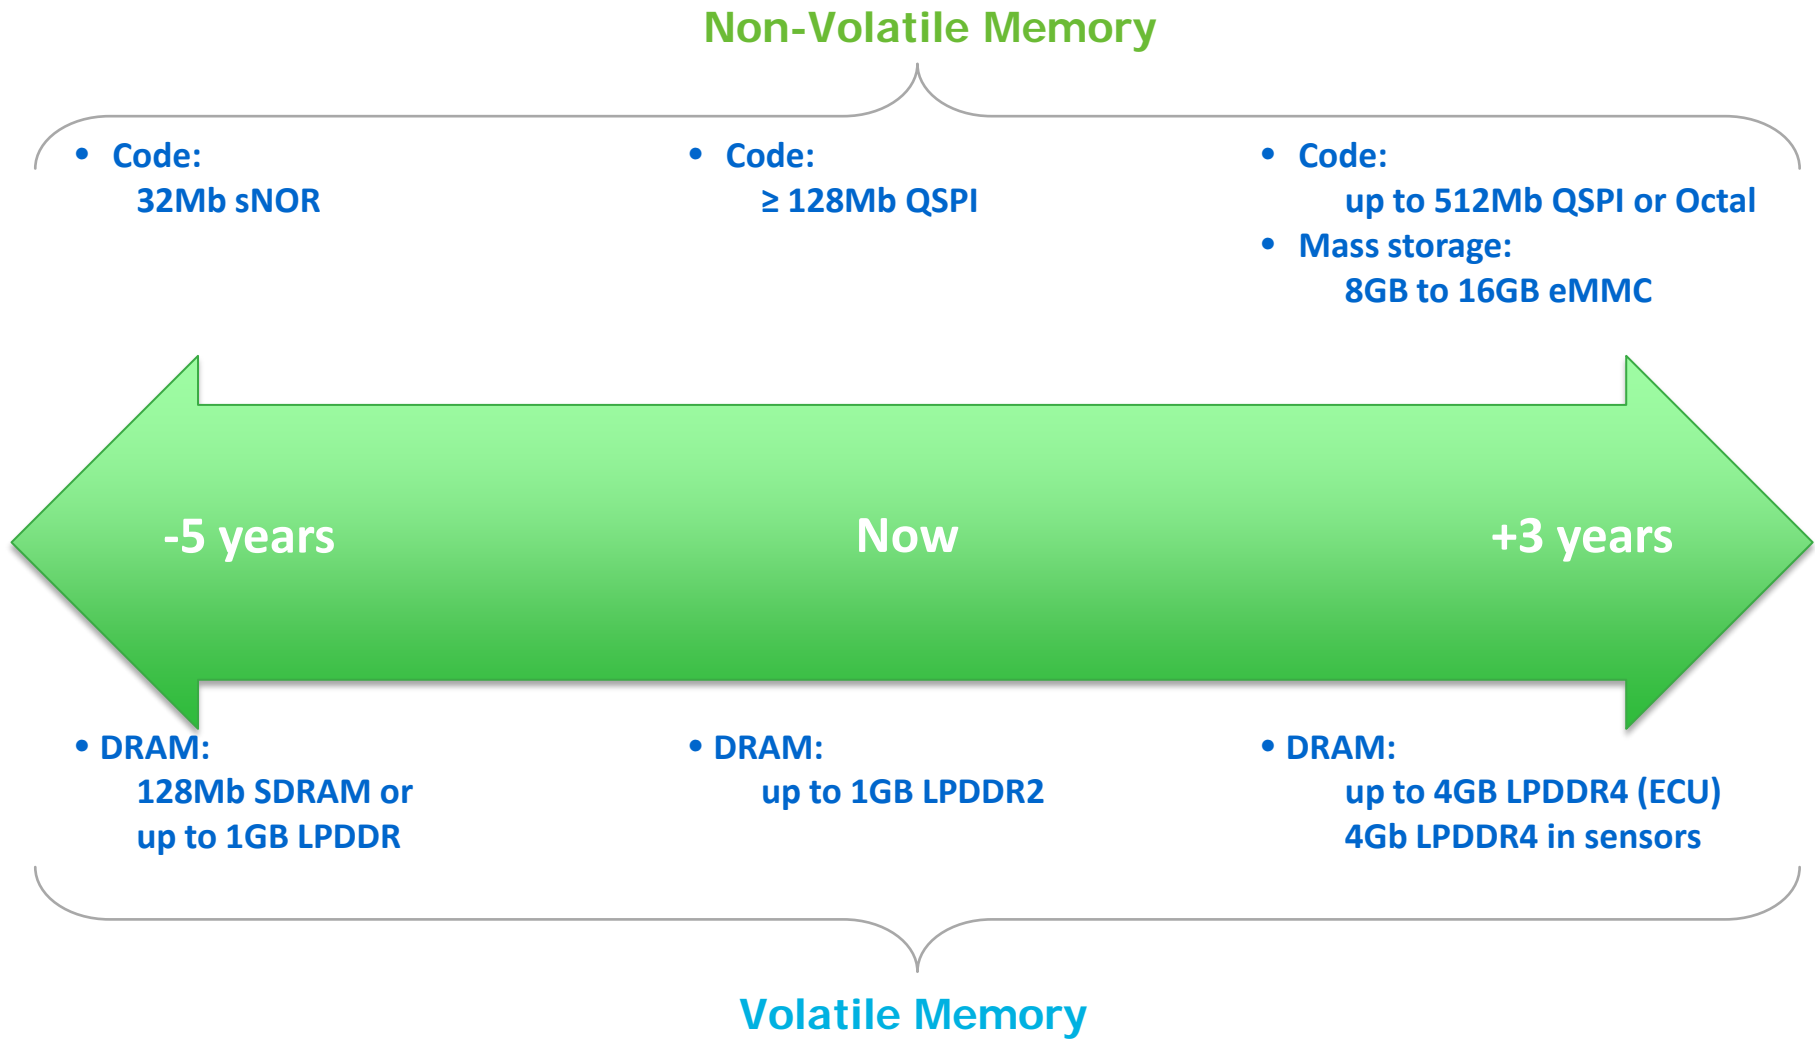 Non-Volatile Memory
• Code:
32Mb sNOR
• Code:
≥ 128Mb QSPI
• Code:
up to 512Mb QSPI or Octal
• Mass storage:
8GB to 16GB eMMC
-5 years
Now
+3 years
• DRAM:
128Mb SDRAM or
up to 1GB LPDDR
• DRAM:
up to 1GB LPDDR2
• DRAM:
up to 4GB LPDDR4 (ECU)
4Gb LPDDR4 in sensors
Volatile Memory